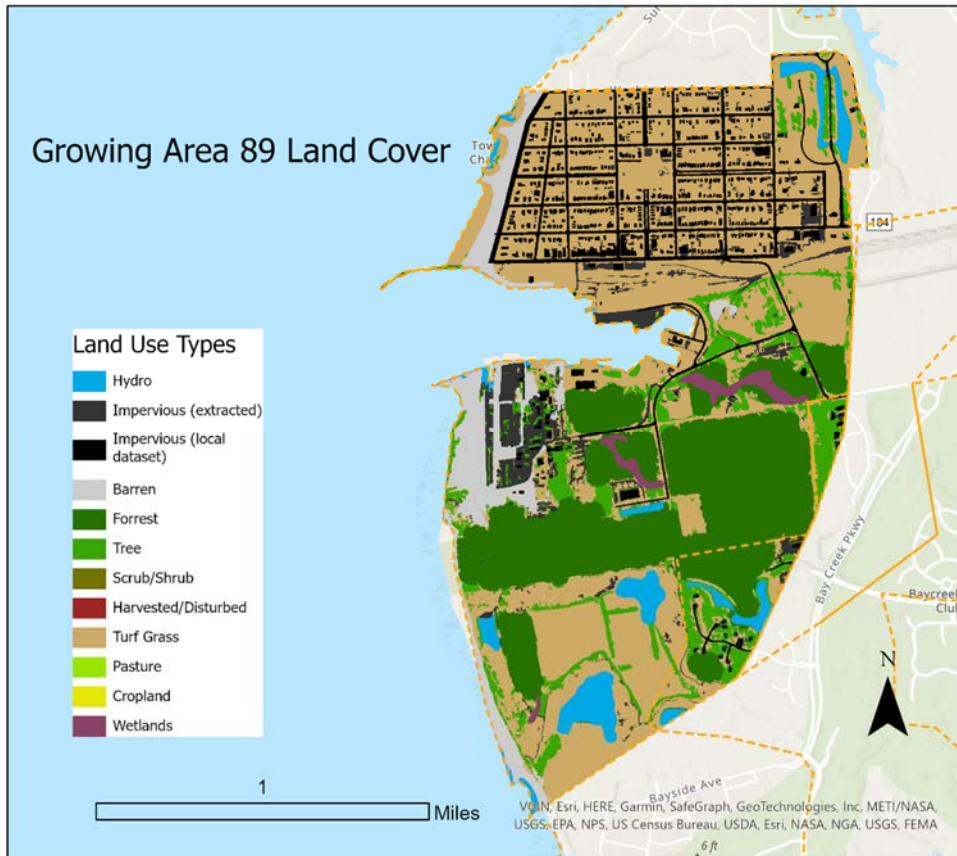 Growing Area 89 Land Cover
184
Land Use Types
Hydro
Impervious (extracted)
Impervious (local
dataset)
Barren
Forrest
Tree
Scrub/Shrub
Harvested/Disturbed
Turf Grass
Pasture
Cropland
Wetlands
Bay Creek Pkwy
Baycreek
Club
N
1
Miles
Bayside Ave
VGIN, Esri, HERE, Garmin, SafeGraph, GeoTechnologies, Inc, METI/NASA,
USGS, EPA, NPS, US Census Bureau, USDA, Esri, NASA, NGA, USGS, FEMA
6 ft